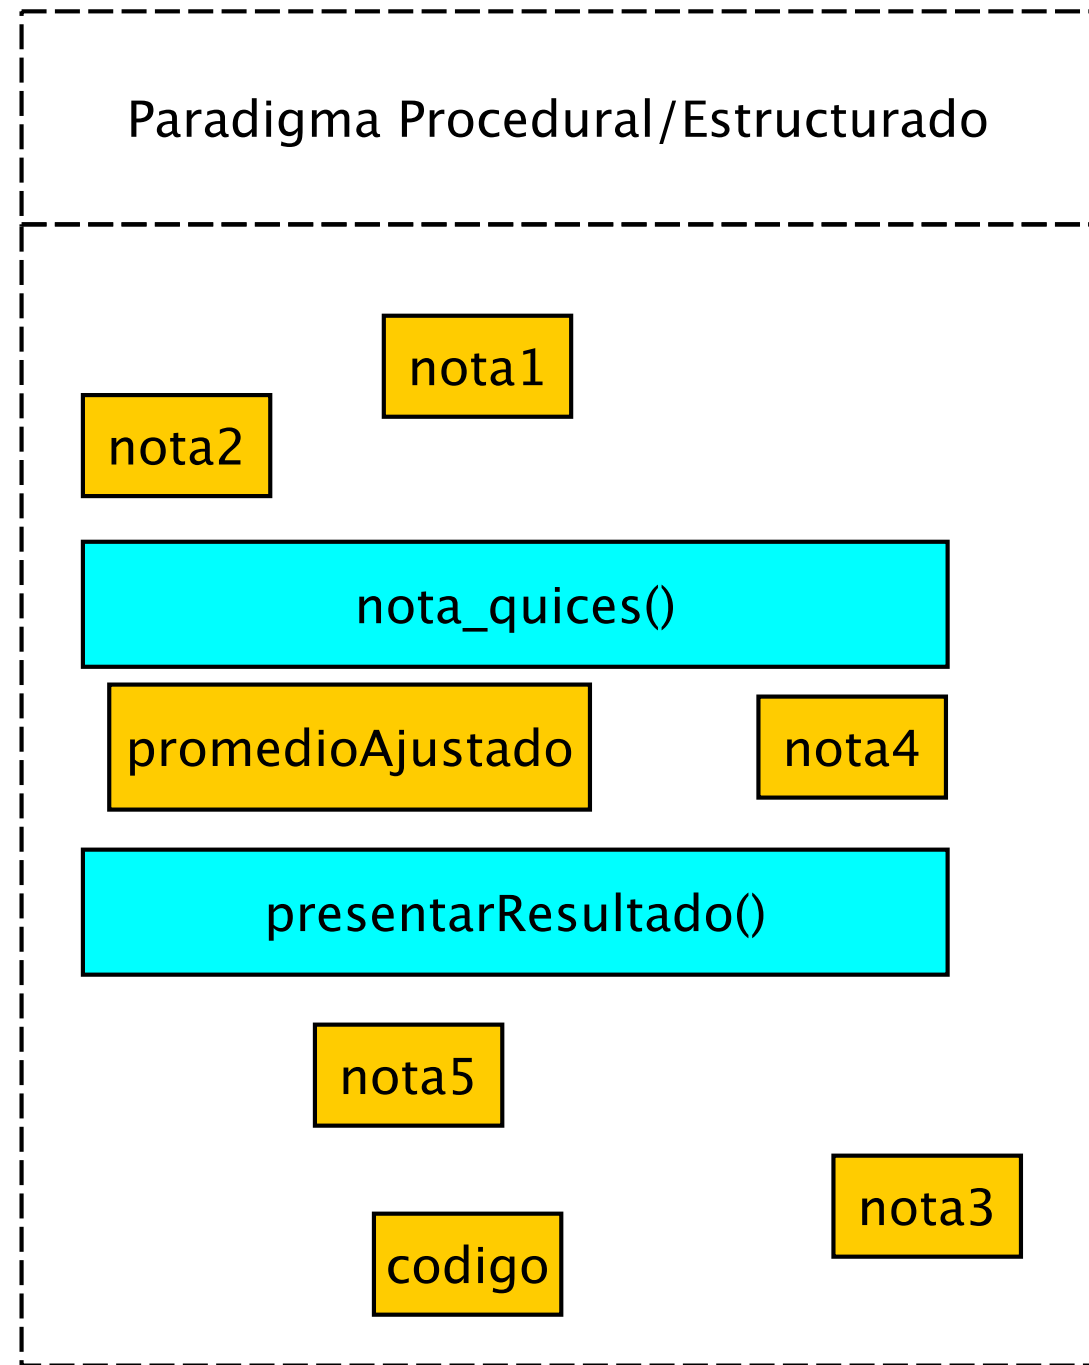 Paradigma Procedural/Estructurado
nota1
nota2
nota_quices()
promedioAjustado
nota4
presentarResultado()
nota5
nota3
codigo